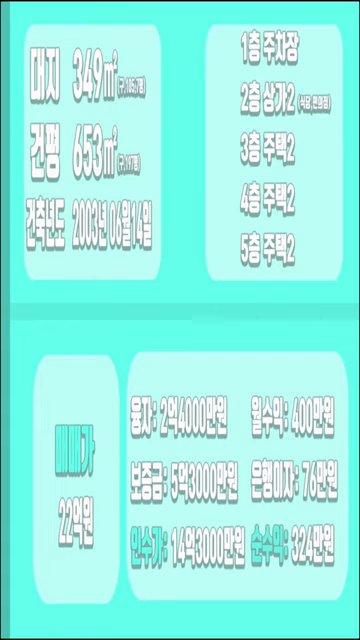 대지 349㎡
건평 653㎡
건축년도 2003년 06월14일
1층 주차장
2층 상가2
3층 주택2
4층 주택2
5층 주택2
매매가
22억원
융자: 2억4000만원
보증금: 5억3000만원
인수가: 14억3000만원
월수익: 400만원
은행이자: 76만원
순수익: 324만원